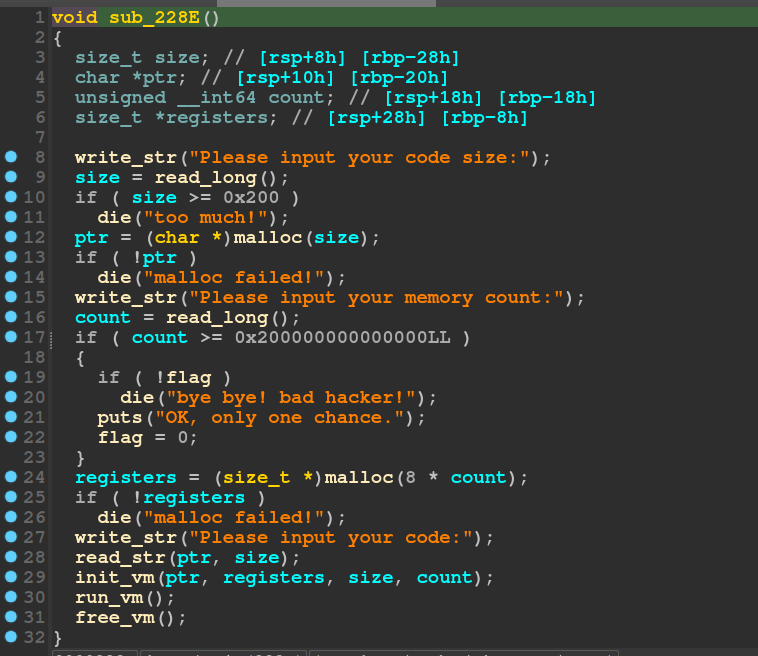 1 void sub_228E()
2 {
3 size_t size; // [rsp+8h] [rbp-28h]
4 char *ptr; // [rsp+10h] [rbp-20h]
5 unsigned __int64 count; // [rsp+18h] [rbp-18h]
6 size_t *registers; // [rsp+28h] [rbp-8h]
7
8 write_str("Please input your code size:");
9 size = read_long();
10 if ( size >= 0x200 )
11 die("too much!");
12 ptr = (char *)malloc(size);
13 if ( !ptr )
14 die("malloc failed!");
15 write_str("Please input your memory count:");
16 count = read_long();
17 if ( count >= 0x200000000000000LL )
18 {
19 if ( !flag )
20 die("bye bye! bad hacker!");
21 puts("OK, only one chance.");
22 flag = 0;
23 }
24 registers = (size_t *)malloc(8 * count);
25 if ( !registers )
26 die("malloc failed!");
27 write_str("Please input your code:");
28 read_str(ptr, size);
29 init_vm(ptr, registers, size, count);
30 run_vm();
31 free_vm();
32 }